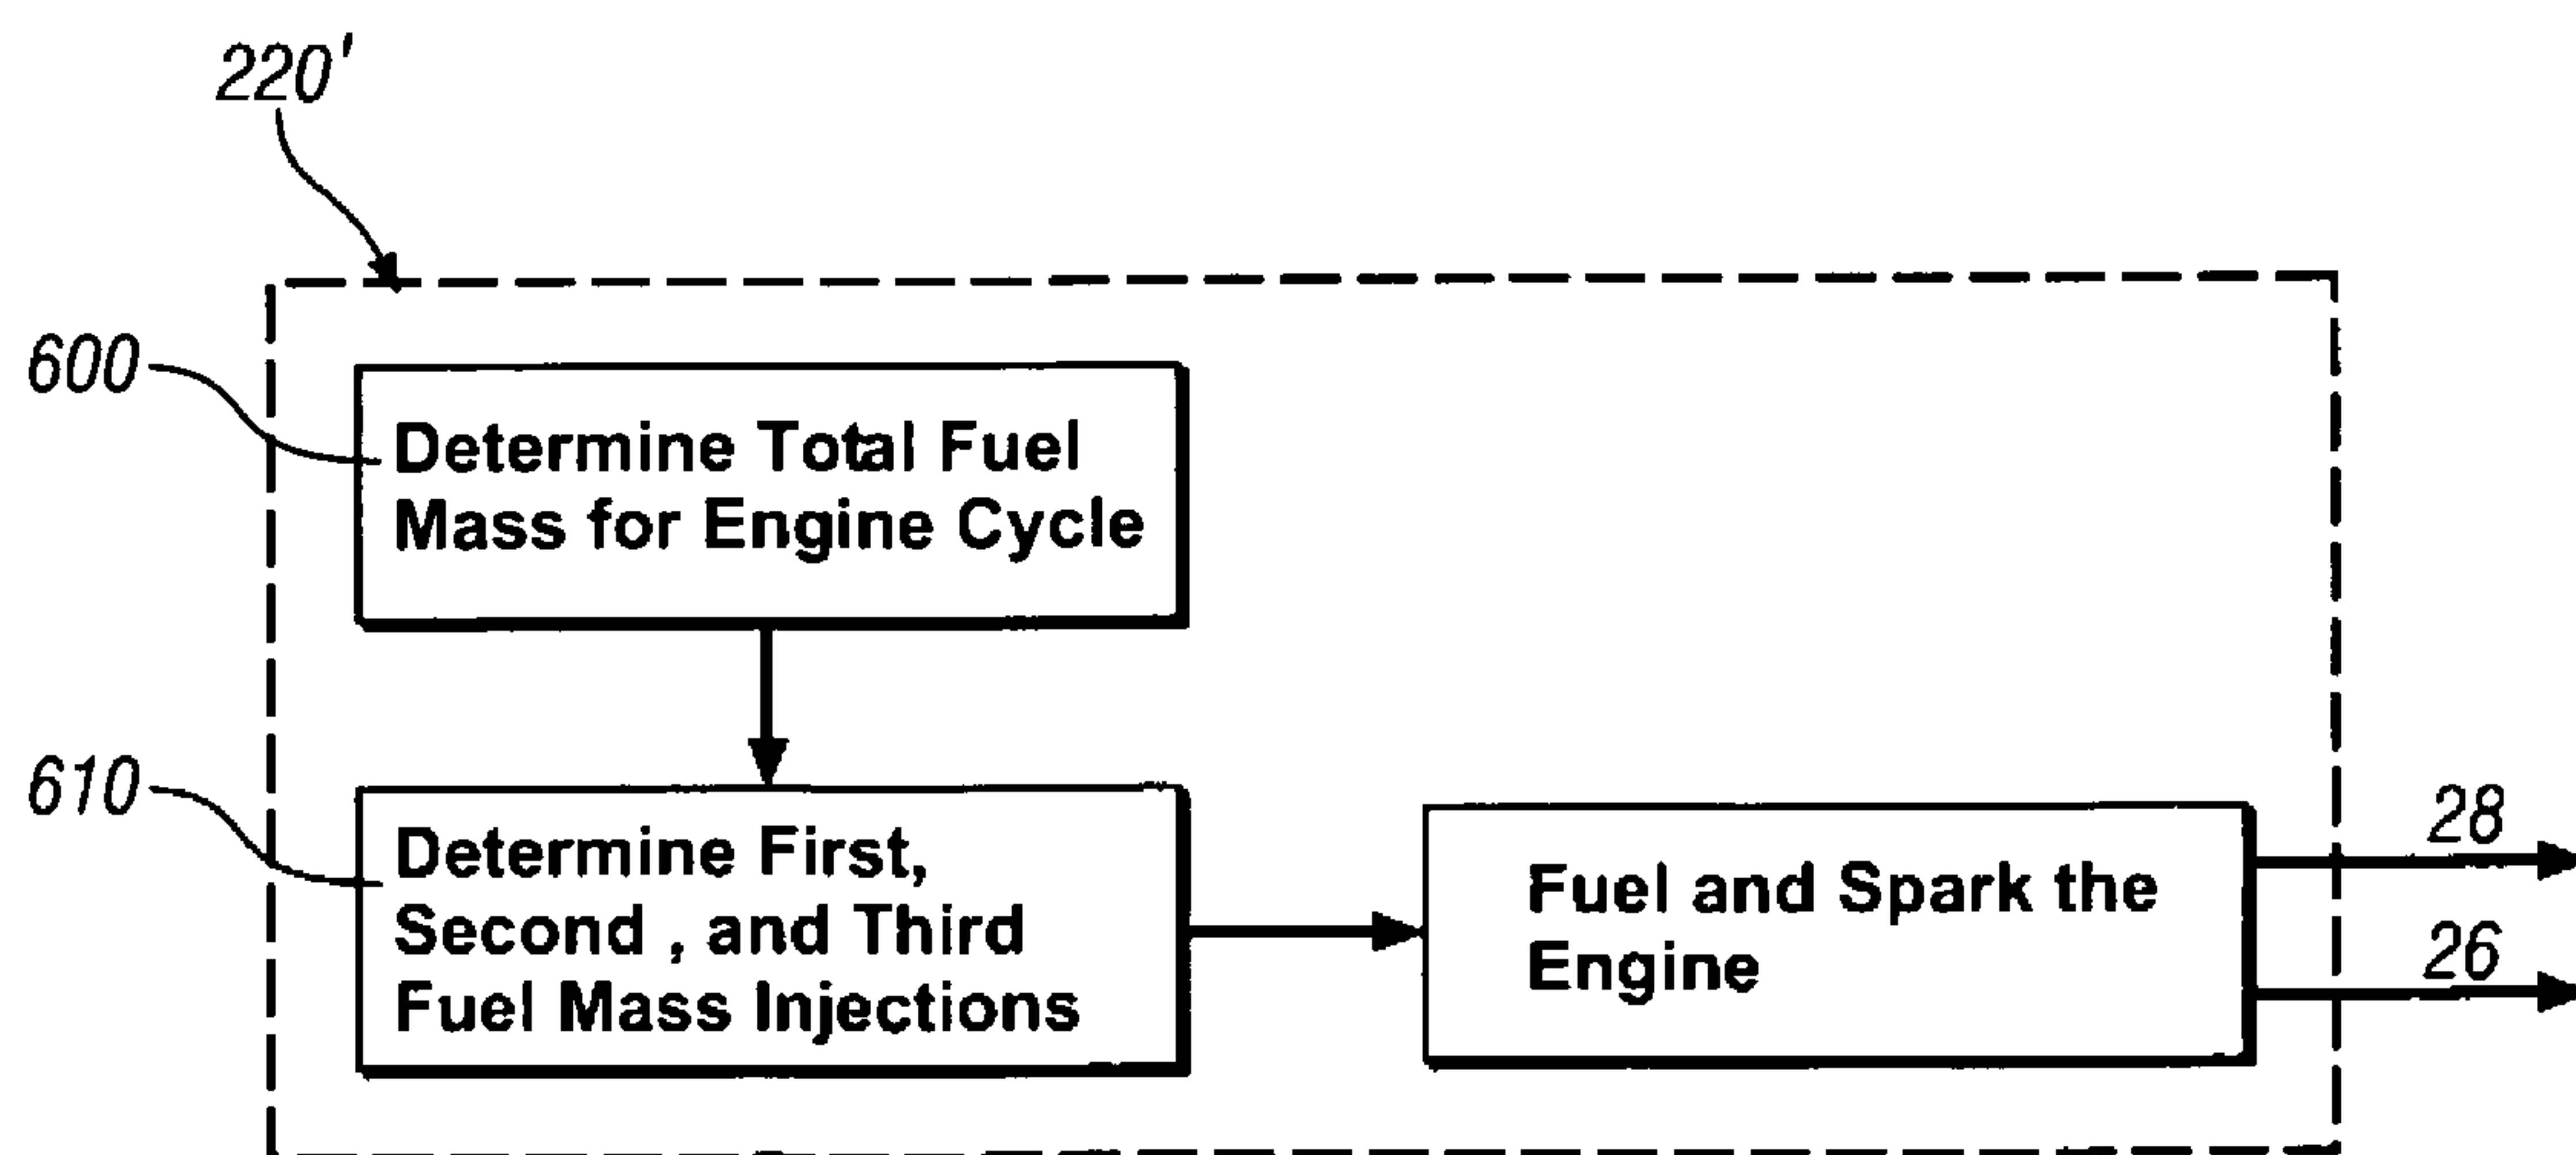 220'
600
Determine Total Fuel
Mass for Engine Cycle
610
Determine First,
Second , and Third
Fuel Mass Injections
Fuel and Spark the
Engine
28
26